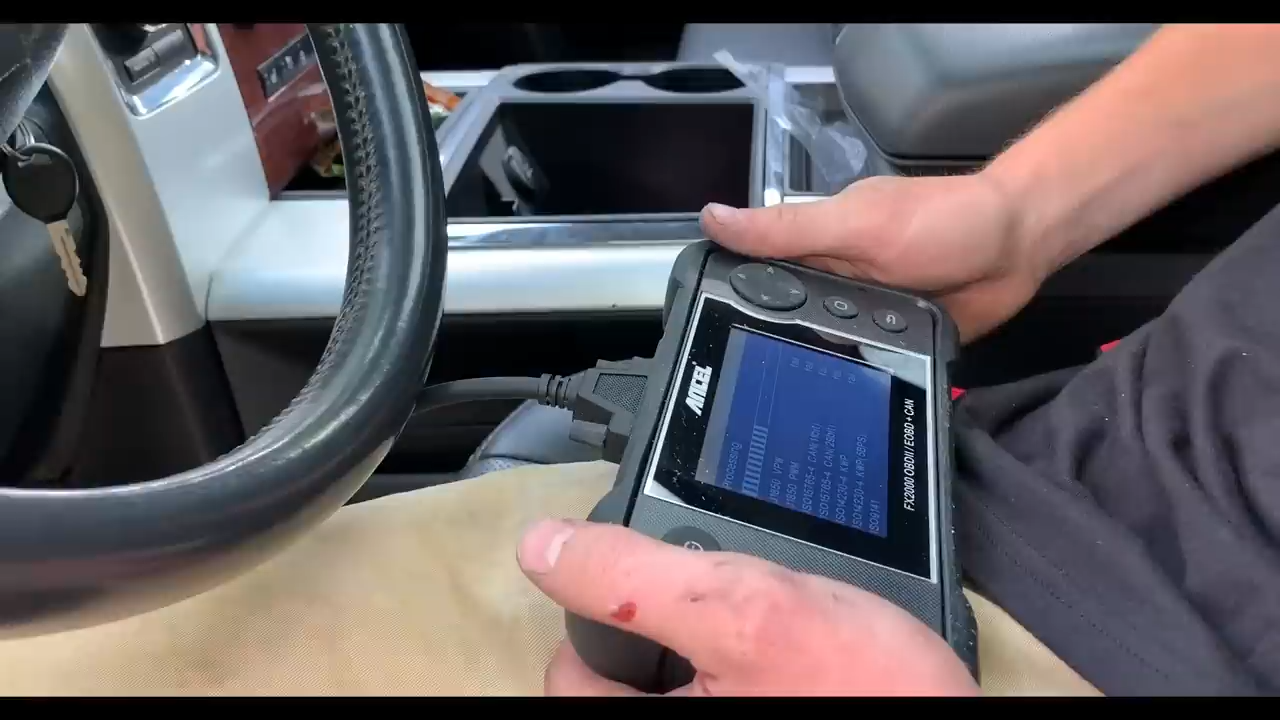 ANCEL
Processing
J1850 VPW
J1850 PWM
ISO15765-4 CAN(11bit)
ISO15765-4 CAN(29bit)
ISO14230-4 KWP
ISO14230-4 KWP(5BPS)
ISO9141
FX2000 OBDII/EOBD+CAN